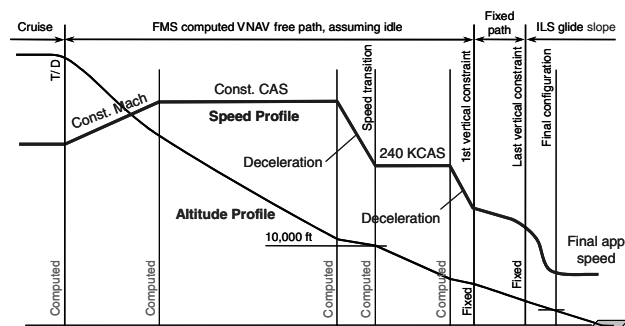 Cruise
FMS computed VNAV free path, assuming idle
Fixed
path
ILS glide slope
T/D
Const. Mach
Const. CAS
Speed Profile
Speed transition
1st vertical constraint
Last vertical constraint
Final configuration
Deceleration
240 KCAS
Altitude Profile
Deceleration
10,000 ft
Final app
speed
Computed
Computed
Computed
Computed
Computed
Fixed
Fixed